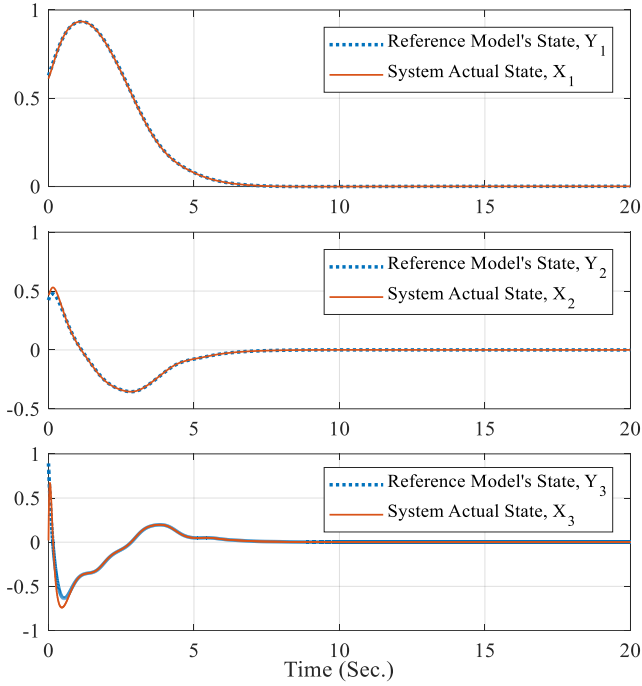 1
0.5
0
Reference Model's State, Y1
System Actual State, X1
0 5 10 15 20
1
0.5
0
-0.5
Reference Model's State, Y2
System Actual State, X2
0 5 10 15 20
1
0.5
0
-0.5
-1
Reference Model's State, Y3
System Actual State, X3
0 5 10 15 20
Time (Sec.)